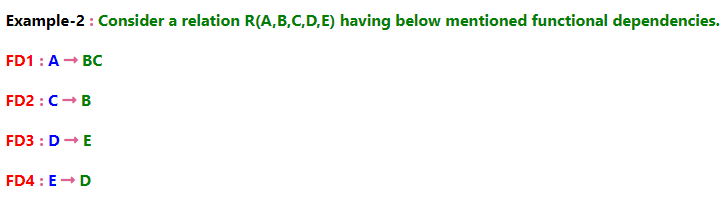 Example-2 : Consider a relation R(A,B,C,D,E) having below mentioned functional dependencies.
FD1 : A → BC
FD2 : C → B
FD3 : D → E
FD4 : E → D